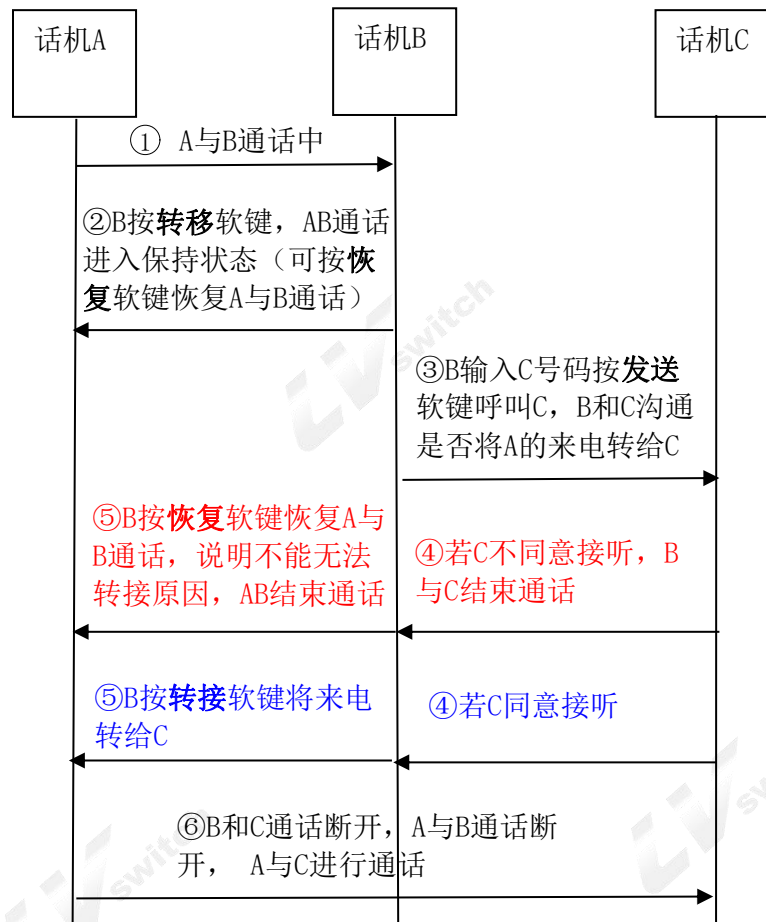 话机A
话机B
话机C
① A与B通话中
②B按转移软键，AB通话
进入保持状态（可按恢
复软键恢复A与B通话）
③B输入C号码按发送
软键呼叫C，B和C沟通
是否将A的来电转给C
⑤B按恢复软键恢复A与
B通话，说明不能无法
转接原因，AB结束通话
④若C不同意接听，B
与C结束通话
⑤B按转接软键将来电
转给C
④若C同意接听
⑥B和C通话断开，A与B通话断
开， A与C进行通话
LV switch
LV switch
LV sw